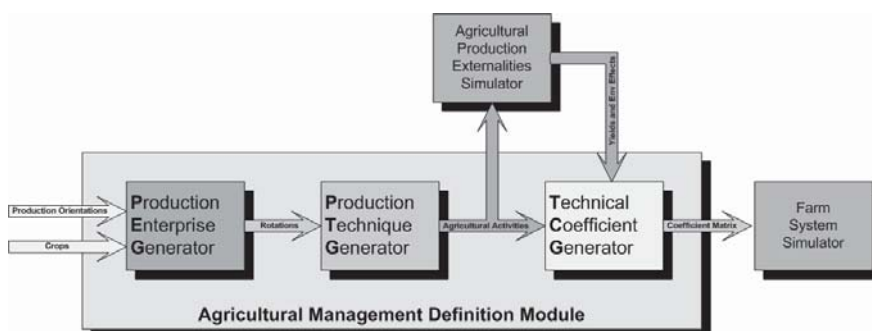 Agricultural
Production
Externalities
Simulator
Yields and Env Effects
Production Orientations
Crops
Production
Enterprise
Generator
Rotations
Production
Technique
Generator
Agricultural Activities
Technical
Coefficient
Generator
Coefficient Matrix
Farm
System
Simulator
Agricultural Management Definition Module